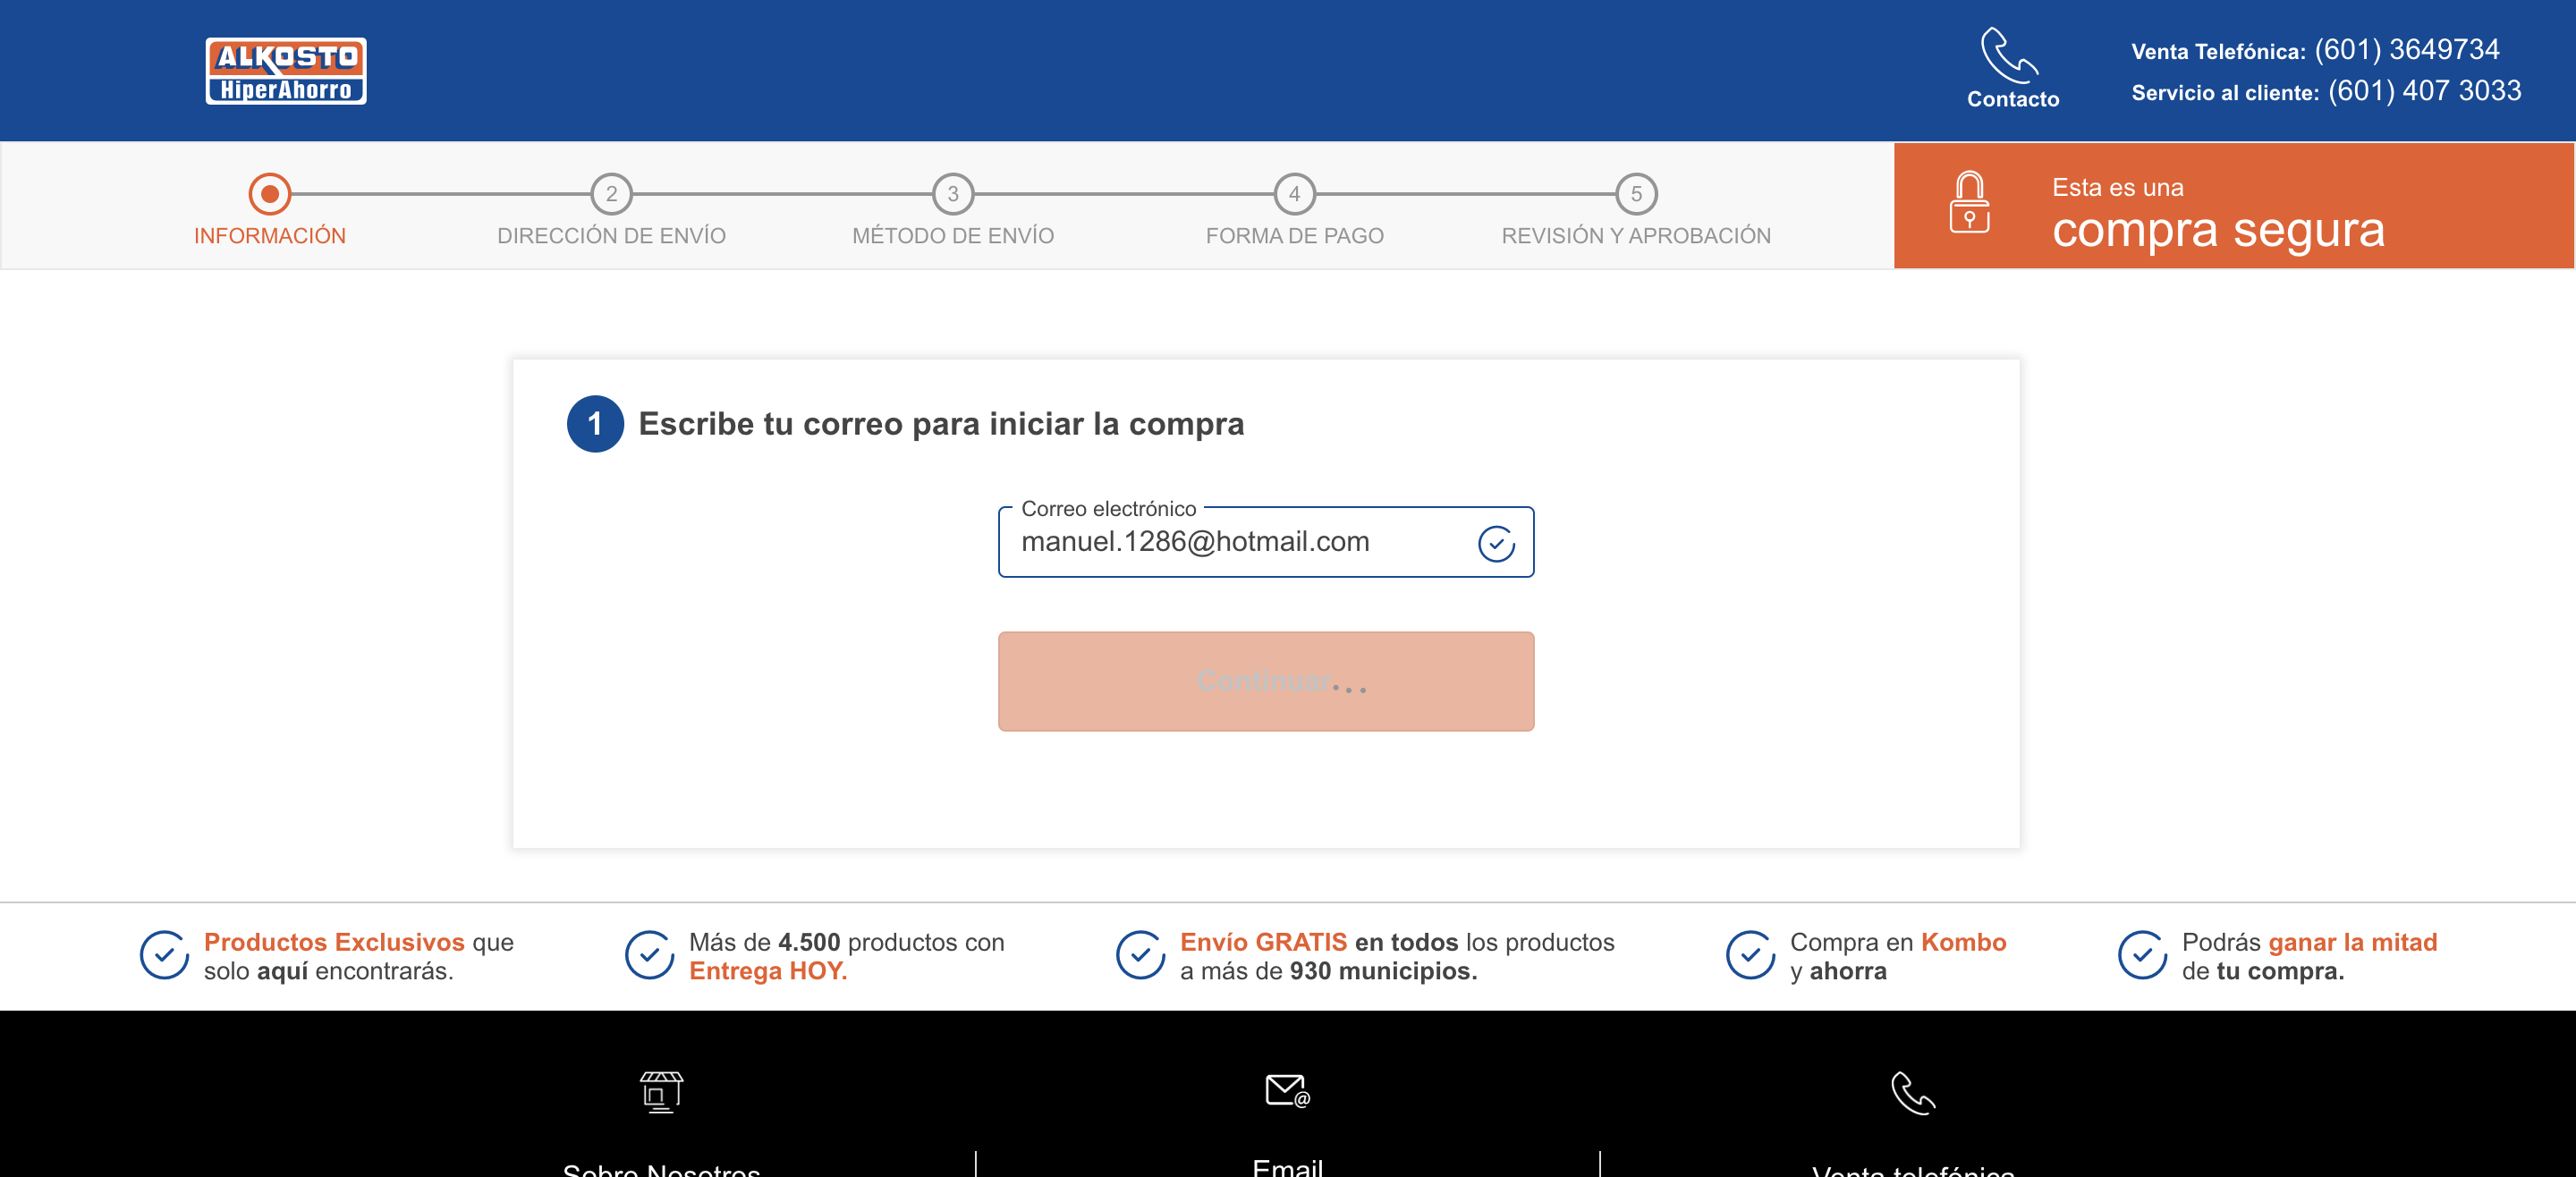 ALKOSTO
HiperAhorro
Contacto
Venta Telefónica: (601) 3649734
Servicio al cliente: (601) 407 3033
2
3
4
5
INFORMACIÓN
DIRECCIÓN DE ENVÍO
MÉTODO DE ENVÍO
FORMA DE PAGO
REVISIÓN Y APROBACIÓN
Esta es una
compra segura
1 Escribe tu correo para iniciar la compra
Correo electrónico
manuel.1286@hotmail.com
Continuar...
Productos Exclusivos que
solo aquí encontrarás.
Más de 4.500 productos con
Entrega HOY.
Envío GRATIS en todos los productos
a más de 930 municipios.
Compra en Kombo
y ahorra
Podrás ganar la mitad
de tu compra.
Sobre Nosotros
Email
Venta telefónica